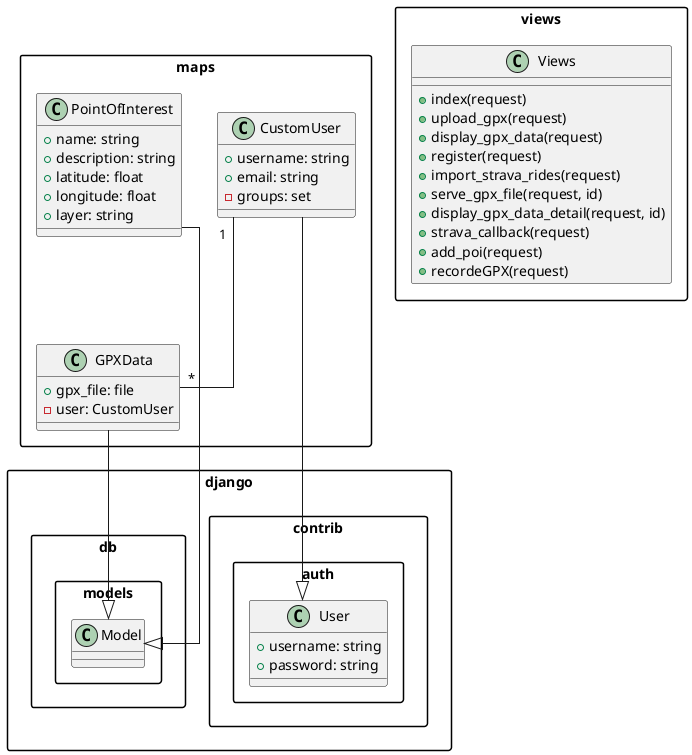 maps
C PointOfInterest
name: string
description: string
latitude: float
longitude: float
layer: string
C CustomUser
username: string
email: string
groups: set
1
*
C GPXData
gpx_file: file
user: CustomUser
views
C Views
index(request)
upload_gpx(request)
display_gpx_data(request)
register(request)
import_strava_rides(request)
serve_gpx_file(request, id)
display_gpx_data_detail(request, id)
strava_callback(request)
add_poi(request)
recordeGPX(request)
django
db
models
C Model
contrib
auth
C User
username: string
password: string